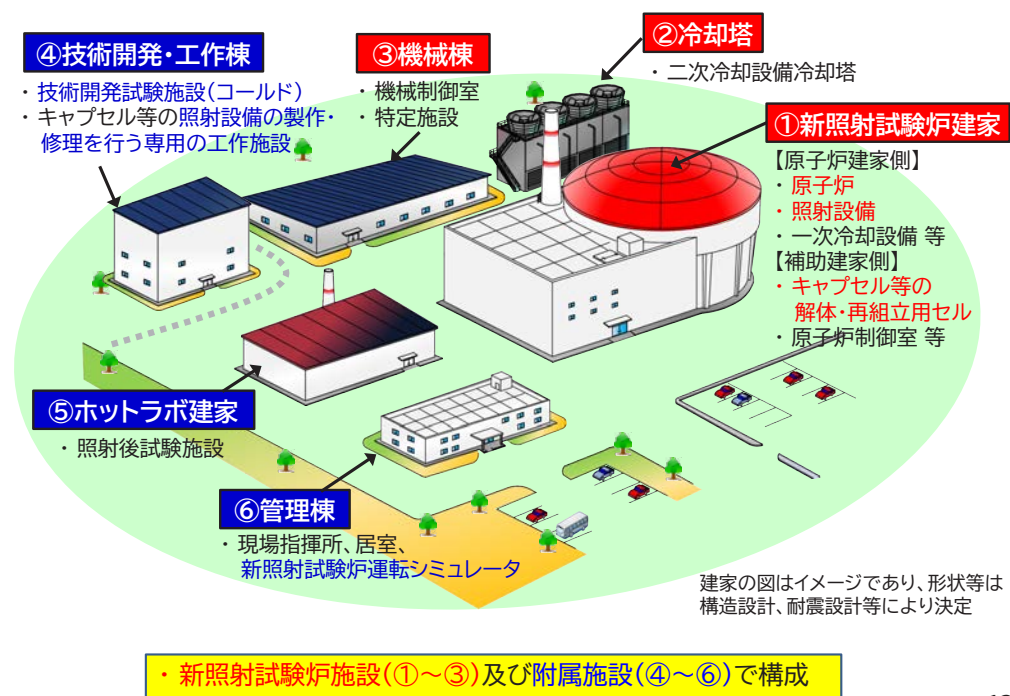 ④技術開発・工作棟
・技術開発試験施設(コールド)
・キャプセル等の照射設備の製作・
修理を行う専用の工作施設
③機械棟
・機械制御室
・特定施設
②冷却塔
・二次冷却設備冷却塔
①新照射試験炉建家
【原子炉建家側】
・原子炉
・照射設備
・一次冷却設備 等
【補助建家側】
・キャプセル等の
解体・再組立用セル
・原子炉制御室 等
⑤ホットラボ建家
・照射後試験施設
⑥管理棟
・現場指揮所、居室、
新照射試験炉運転シミュレータ
建家の図はイメージであり、形状等は
構造設計、耐震設計等により決定
・新照射試験炉施設(①～③)及び附属施設(④～⑥)で構成